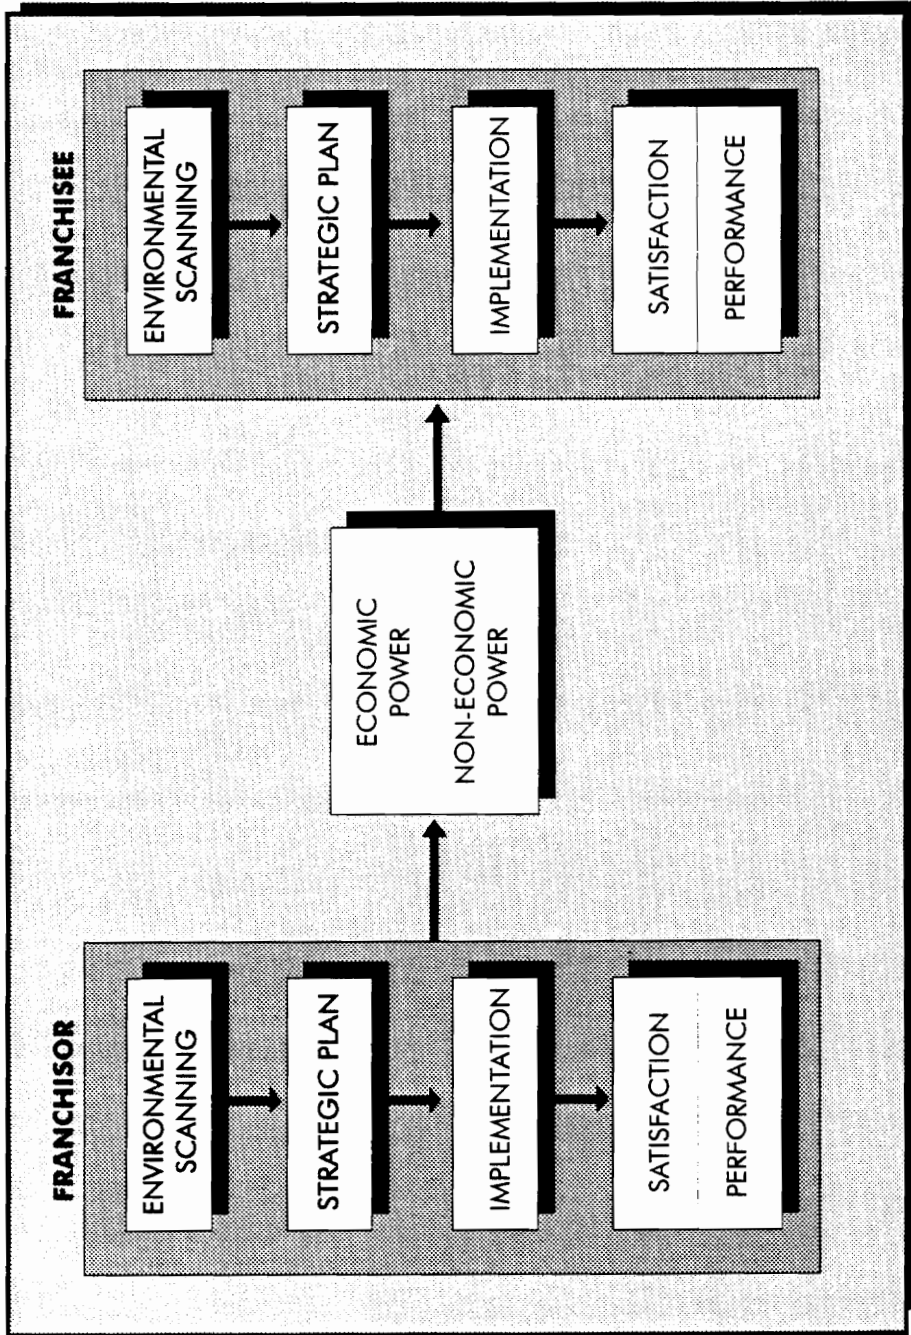 FRANCHISOR
ENVIRONMENTAL
SCANNING
STRATEGIC PLAN
IMPLEMENTATION
SATISFACTION
PERFORMANCE
ECONOMIC
POWER
NON-ECONOMIC
POWER
FRANCHISEE
ENVIRONMENTAL
SCANNING
STRATEGIC PLAN
IMPLEMENTATION
SATISFACTION
PERFORMANCE